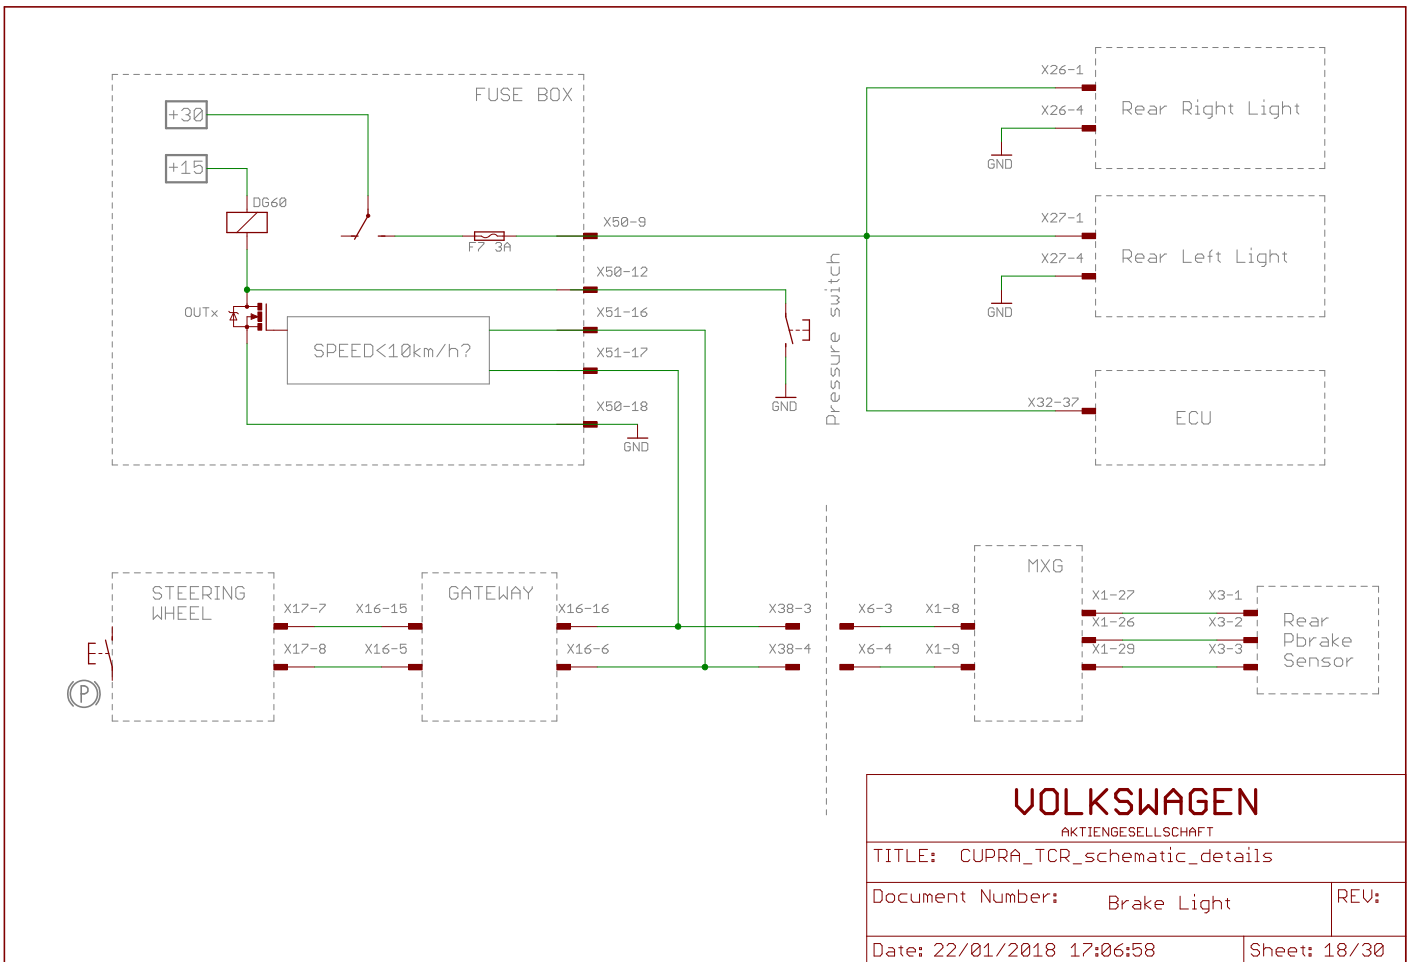 FUSE BOX
+30
+15
DG60
F7 3A
X50-9
X50-12
OUTx
X51-16
SPEED<10km/h?
X51-17
X50-18
GND
GND
Pressure switch
X26-1
X26-4
Rear Right Light
GND
X27-1
X27-4
Rear Left Light
GND
X32-37
ECU
STEERING
WHEEL
X17-7
X17-8
P
X16-15
X16-5
GATEWAY
X16-16
X16-6
X38-3
X38-4
X6-3
X6-4
X1-8
X1-9
MXG
X1-27
X1-26
X1-29
X3-1
X3-2
X3-3
Rear
Pbrake
Sensor
VOLKSWAGEN
AKTIENGESELLSCHAFT
TITLE: CUPRA_TCR_schematic_details
Document Number: Brake Light
REV:
Date: 22/01/2018 17:06:58
Sheet: 18/30